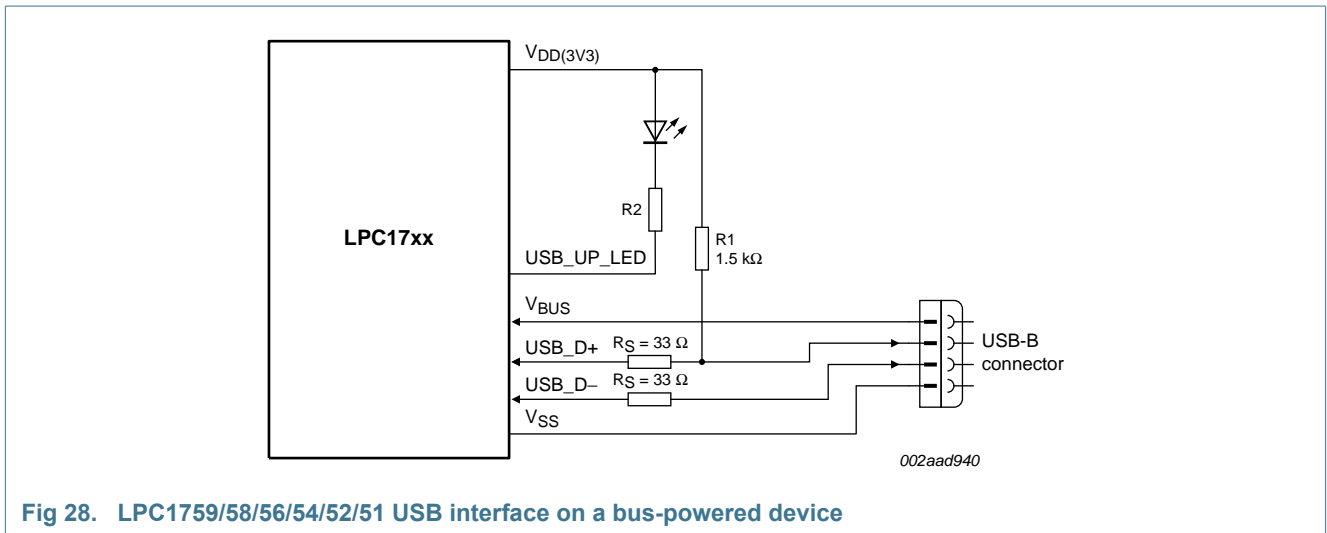 VDD(3V3)
R2
LPC17xx
R1
1.5 kΩ
USB_UP_LED
VBUS
USB_D+ RS = 33 Ω
USB_D− RS = 33 Ω
VSS
USB-B
connector
002aad940
Fig 28. LPC1759/58/56/54/52/51 USB interface on a bus-powered device